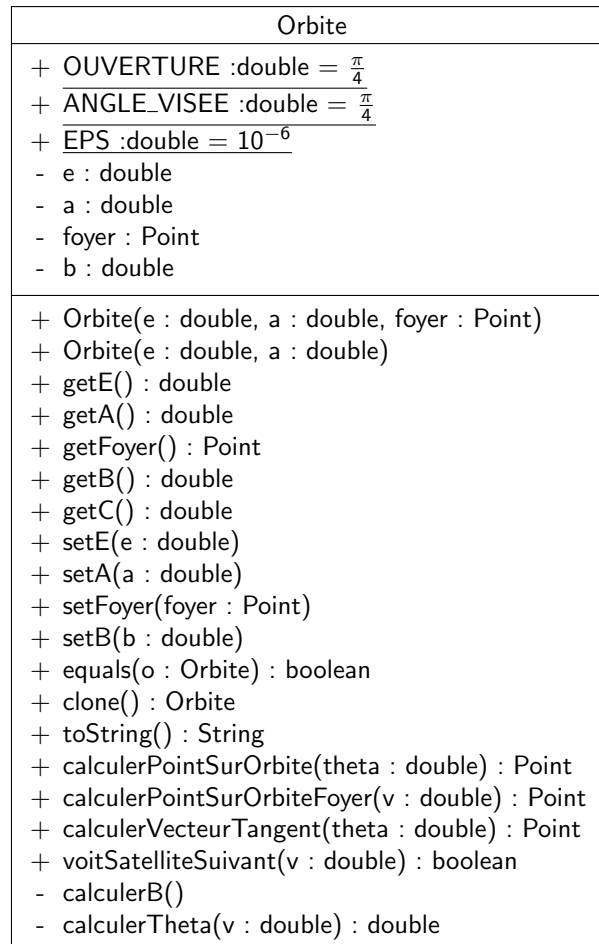 Orbite
+ OUVERTURE :double = π/4
+ ANGLE_VISEE :double = π/4
+ EPS :double = 10⁻⁶
- e : double
- a : double
- foyer : Point
- b : double
+ Orbite(e : double, a : double, foyer : Point)
+ Orbite(e : double, a : double)
+ getE() : double
+ getA() : double
+ getFoyer() : Point
+ getB() : double
+ getC() : double
+ setE(e : double)
+ setA(a : double)
+ setFoyer(foyer : Point)
+ setB(b : double)
+ equals(o : Orbite) : boolean
+ clone() : Orbite
+ toString() : String
+ calculerPointSurOrbite(theta : double) : Point
+ calculerPointSurOrbiteFoyer(v : double) : Point
+ calculerVecteurTangent(theta : double) : Point
+ voitSatelliteSuivant(v : double) : boolean
- calculerB()
- calculerTheta(v : double) : double